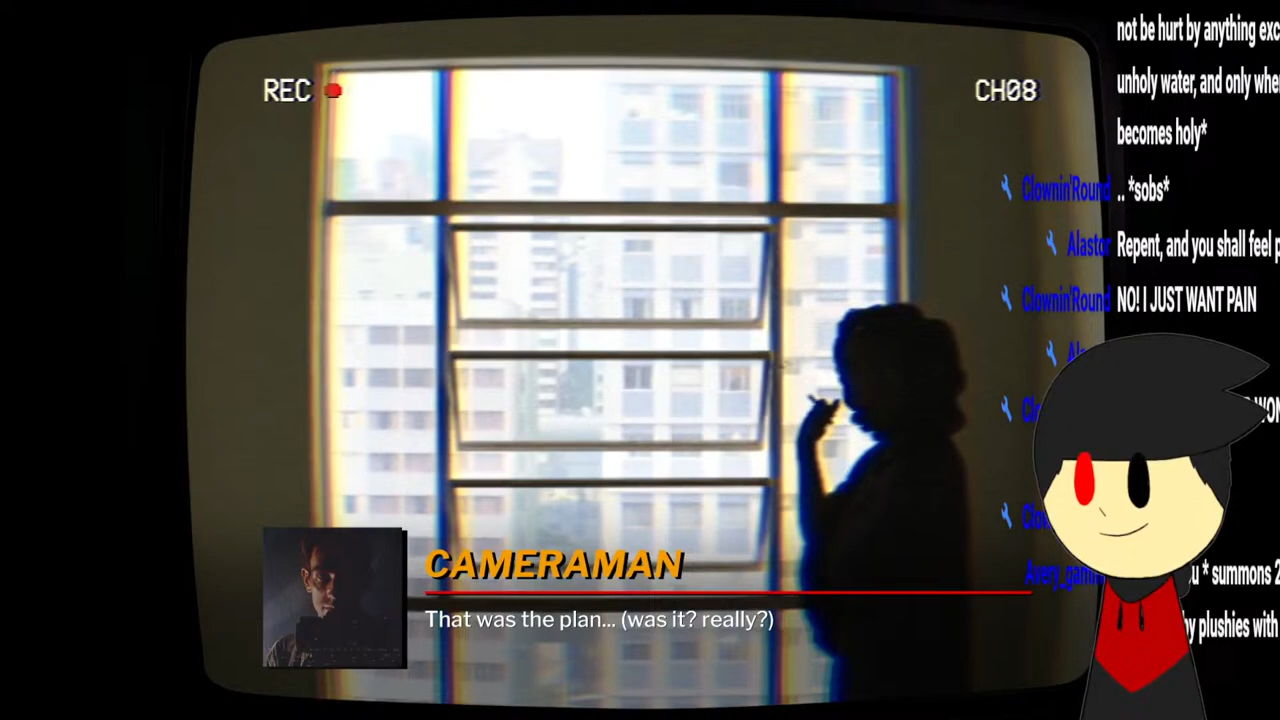 REC
CH08
not be hurt by anything
unholy water, and only
becomes holy*
Clownin'Round .. *sobs*
Alastor Repent, and you shall feel
Clownin'Round NO! I JUST WANT PAIN
CAMERAMAN
That was the plan... (was it? really?)
* summons
plushies with